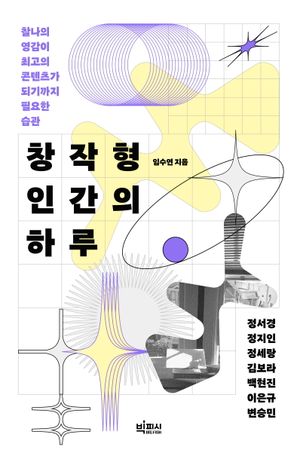 찰나의
영감이
최고의
콘텐츠가
되기까지
필요한
습관
창작형
인간의
하루
임수연 지음
정서경
정지인
정세랑
김보라
백현진
이은규
변승민
빅피시
BIG FISH